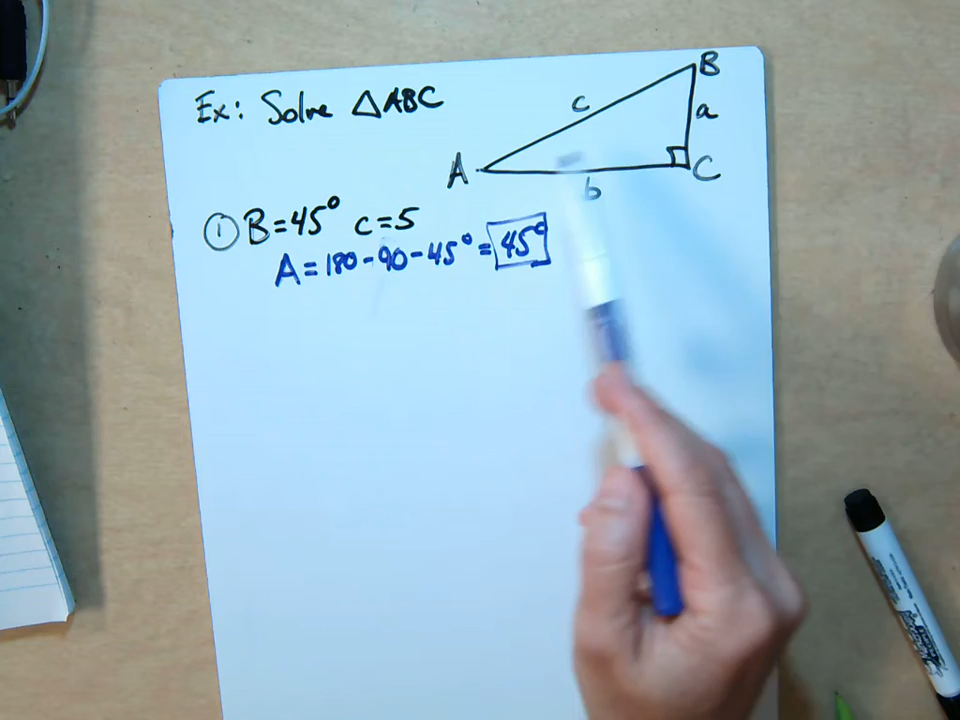 Ex: Solve △ABC
B
c
a
A
C
b
① B=45° c=5
A=180-90-45°=45°